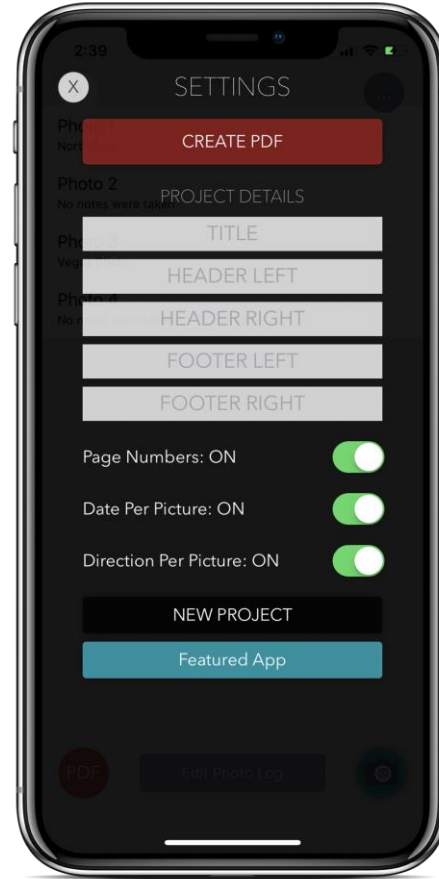 2:39
X
SETTINGS
CREATE PDF
Photo 2
PROJECT DETAILS
No notes were taken
TITLE
HEADER LEFT
HEADER RIGHT
FOOTER LEFT
FOOTER RIGHT
Page Numbers: ON
Date Per Picture: ON
Direction Per Picture: ON
NEW PROJECT
Featured App
PDF
Edit Photo Log